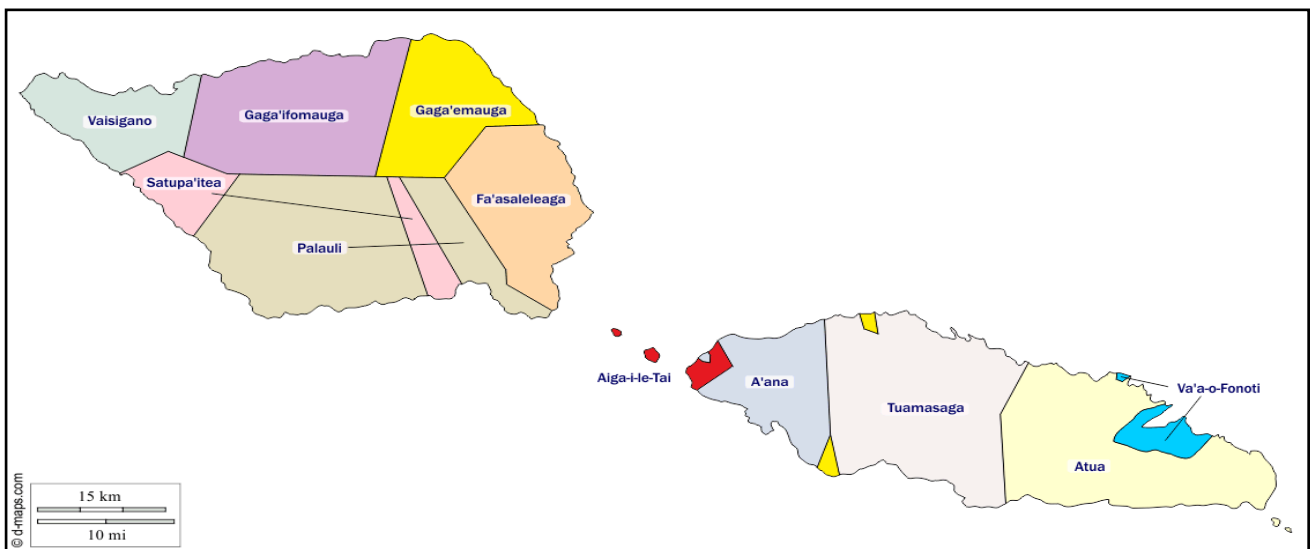 Vaisigano
Gaga'ifomauga
Gaga'emauga
Satupa'itea
Fa'asaleleaga
Palauli
Aiga-i-le-Tai
A'ana
Tuamasaga
Va'a-o-Fonoti
Atua
15 km
10 mi
© d-maps.com